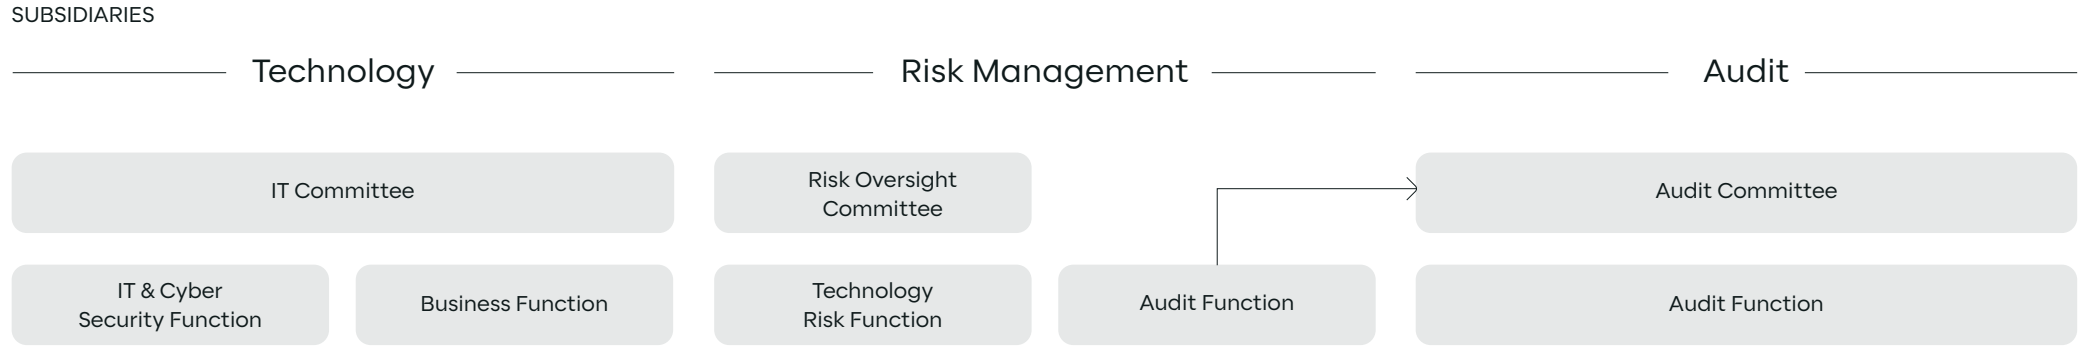 SUBSIDIARIES
Technology
Risk Management
Audit
IT Committee
Risk Oversight
Committee
Audit Committee
IT & Cyber
Security Function
Business Function
Technology
Risk Function
Audit Function
Audit Function